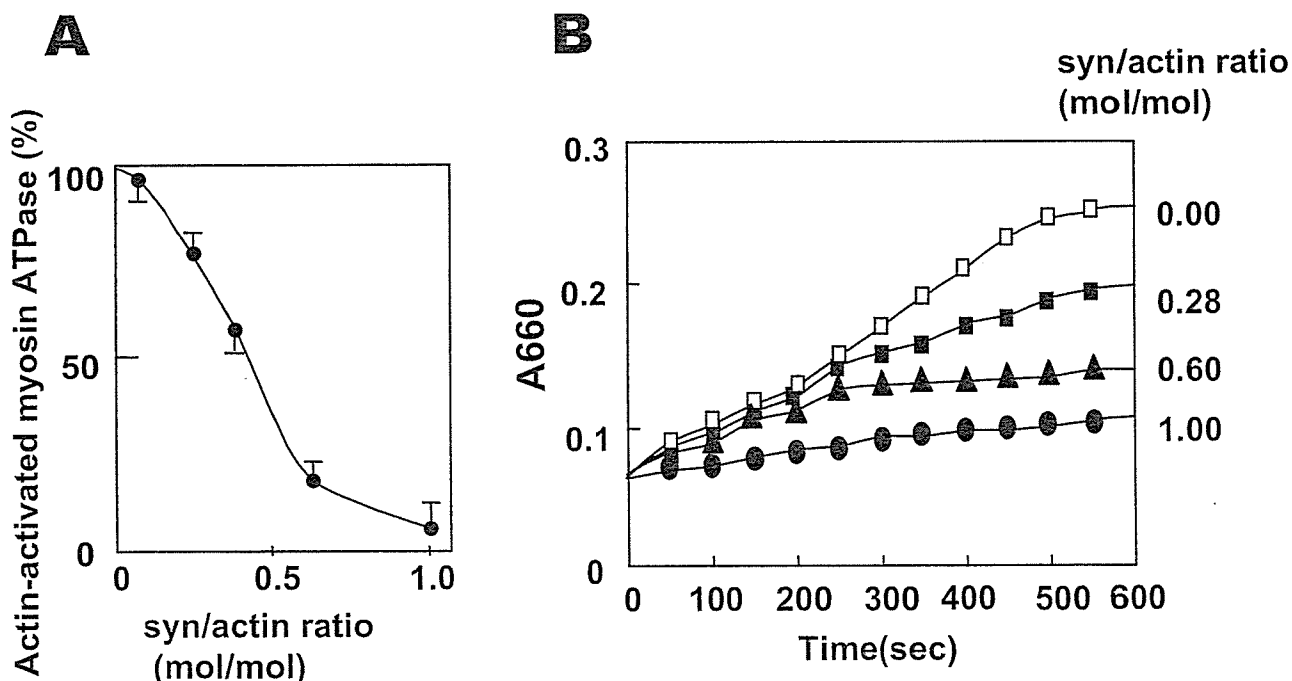 A
Actin-activated myosin ATPase (%)
100
50
0
0 0.5 1.0
syn/actin ratio
(mol/mol)
B
syn/actin ratio
(mol/mol)
A660
0.3
0.2
0.1
0
0.00
0.28
0.60
1.00
0 100 200 300 400 500 600
Time(sec)